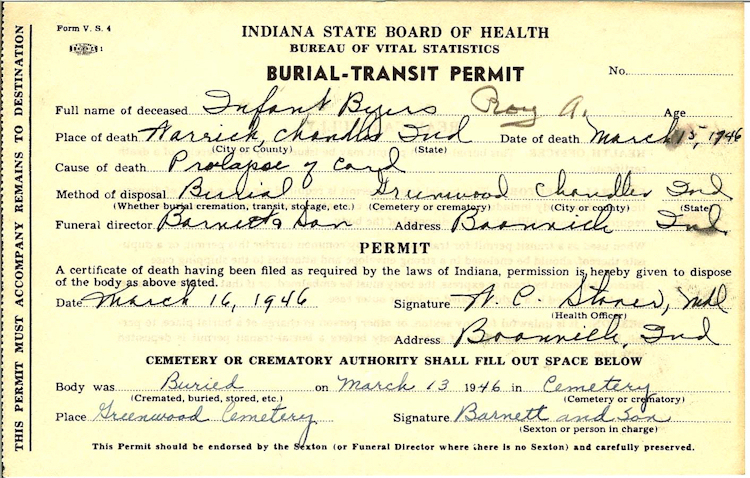 Form V. S. 4
INDIANA STATE BOARD OF HEALTH
BUREAU OF VITAL STATISTICS
BURIAL-TRANSIT PERMIT
No.
Full name of deceased Infant Byers Roy A. Age
Place of death Warrick, Chandler Ind Date of death March 15, 1946
(City or County) (State)
Cause of death Prolapse of cord
Method of disposal Burial Greenwood Chandler Ind
(Whether burial cremation, transit, storage, etc.) (Cemetery or crematory) (City or county) (State)
Funeral director Barnett & Son Address Boonville Ind
PERMIT
A certificate of death having been filed as required by the laws of Indiana, permission is hereby given to dispose
of the body as above stated.
Date March 16, 1946 Signature W. C. Stover, Md
(Health Officer)
Address Boonville, Ind
CEMETERY OR CREMATORY AUTHORITY SHALL FILL OUT SPACE BELOW
Body was Buried on March 13 1946 in Cemetery
(Cremated, buried, stored, etc.) (Cemetery or crematory)
Place Greenwood Cemetery Signature Barnett and Son
(Sexton or person in charge)
This Permit should be endorsed by the Sexton (or Funeral Director where there is no Sexton) and carefully preserved.
THIS PERMIT MUST ACCOMPANY REMAINS TO DESTINATION